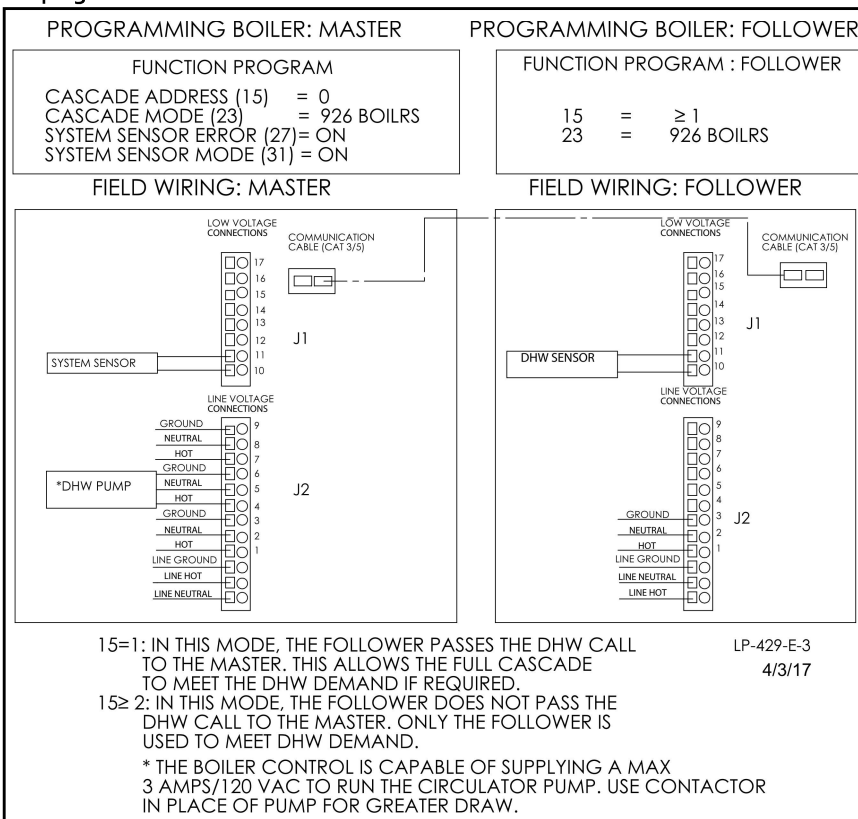 PROGRAMMING BOILER: MASTER
FUNCTION PROGRAM
CASCADE ADDRESS (15) = 0
CASCADE MODE (23) = 926 BOILRS
SYSTEM SENSOR ERROR (27)= ON
SYSTEM SENSOR MODE (31) = ON
PROGRAMMING BOILER: FOLLOWER
FUNCTION PROGRAM : FOLLOWER
15 = ≥ 1
23 = 926 BOILRS
FIELD WIRING: MASTER
LOW VOLTAGE
CONNECTIONS
COMMUNICATION
CABLE (CAT 3/5)
17
16
15
14
13
12
11
10
J1
SYSTEM SENSOR
LINE VOLTAGE
CONNECTIONS
GROUND 9
NEUTRAL 8
HOT 7
GROUND 6
NEUTRAL 5
HOT 4
GROUND 3
NEUTRAL 2
HOT 1
LINE GROUND
LINE HOT
LINE NEUTRAL
*DHW PUMP
J2
FIELD WIRING: FOLLOWER
LOW VOLTAGE
CONNECTIONS
COMMUNICATION
CABLE (CAT 3/5)
17
16
15
14
13
12
11
10
J1
DHW SENSOR
LINE VOLTAGE
CONNECTIONS
9
8
7
6
5
4
GROUND 3
NEUTRAL 2
HOT 1
LINE GROUND
LINE NEUTRAL
LINE HOT
J2
15=1: IN THIS MODE, THE FOLLOWER PASSES THE DHW CALL
TO THE MASTER. THIS ALLOWS THE FULL CASCADE
TO MEET THE DHW DEMAND IF REQUIRED.
15≥ 2: IN THIS MODE, THE FOLLOWER DOES NOT PASS THE
DHW CALL TO THE MASTER. ONLY THE FOLLOWER IS
USED TO MEET DHW DEMAND.
* THE BOILER CONTROL IS CAPABLE OF SUPPLYING A MAX
3 AMPS/120 VAC TO RUN THE CIRCULATOR PUMP. USE CONTACTOR
IN PLACE OF PUMP FOR GREATER DRAW.
LP-429-E-3
4/3/17